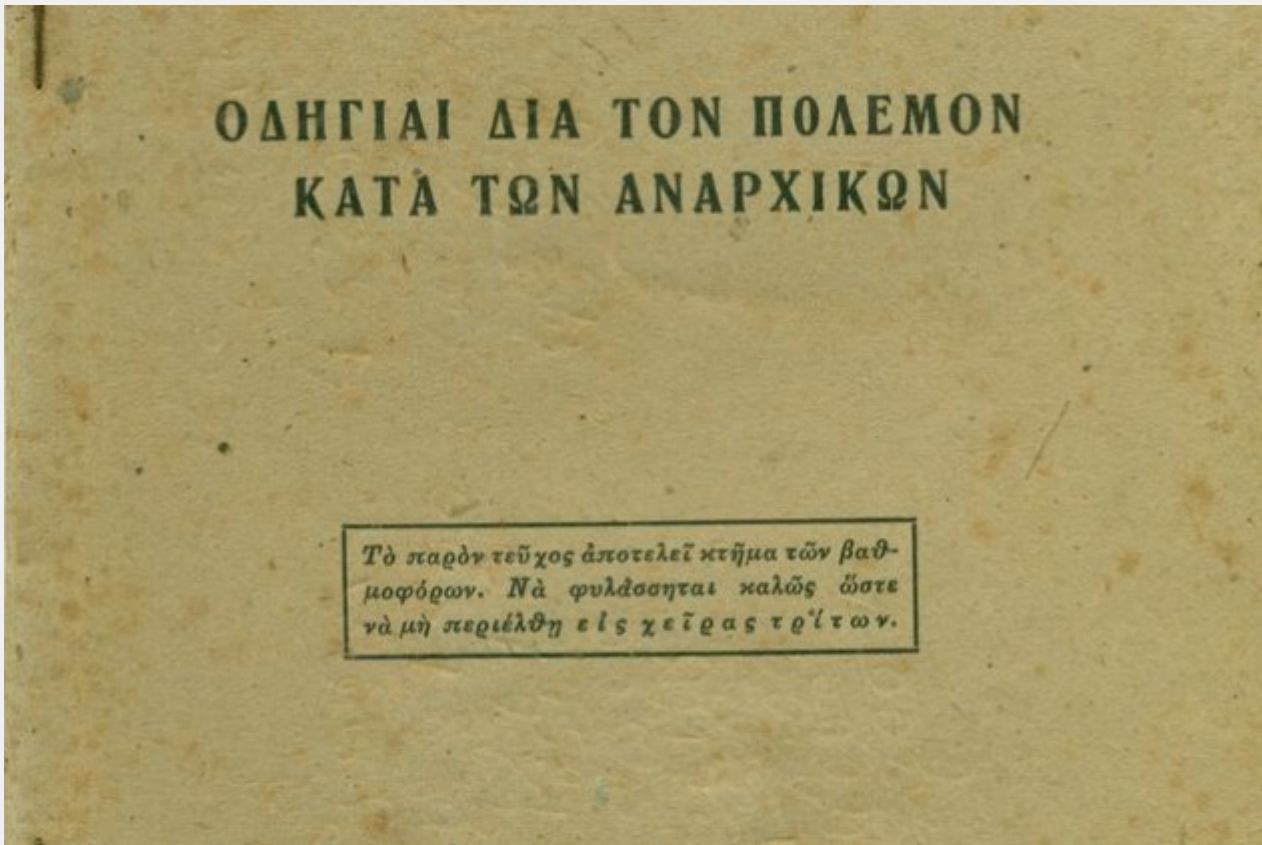 ΟΔΗΓΙΑΙ ΔΙΑ ΤΟΝ ΠΟΛΕΜΟΝ
ΚΑΤΑ ΤΩΝ ΑΝΑΡΧΙΚΩΝ
Τὸ παρὸν τεῦχος ἀποτελεῖ κτῆμα τῶν βαθ-
μοφόρων. Νὰ φυλάσσηται καλῶς ὥστε
νὰ μὴ περιέλθῃ εἰς χεῖρας τρίτων.